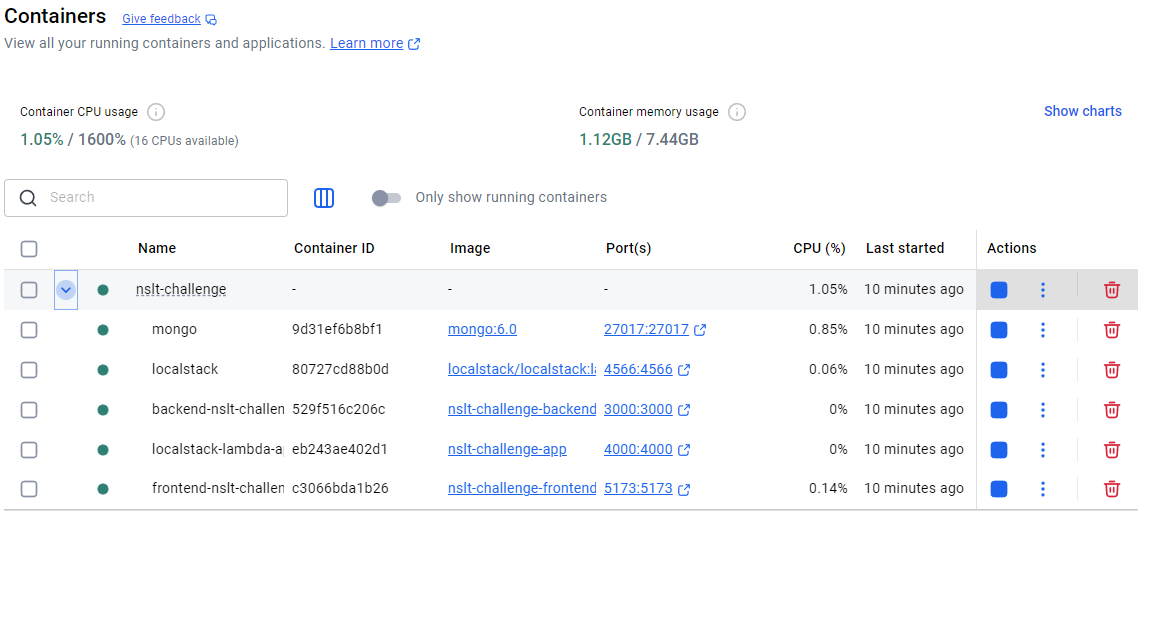 Containers Give feedback
View all your running containers and applications. Learn more
Container CPU usage Container memory usage Show charts
1.05% / 1600% (16 CPUs available) 1.12GB / 7.44GB
Search Only show running containers
Name Container ID Image Port(s) CPU (%) Last started Actions
nslt-challenge - - - 1.05% 10 minutes ago
mongo 9d31ef6b8bf1 mongo:6.0 27017:27017 0.85% 10 minutes ago
localstack 80727cd88b0d localstack/localstack:la 4566:4566 0.06% 10 minutes ago
backend-nslt-challen 529f516c206c nslt-challenge-backend 3000:3000 0% 10 minutes ago
localstack-lambda-a eb243ae402d1 nslt-challenge-app 4000:4000 0% 10 minutes ago
frontend-nslt-challen c3066bda1b26 nslt-challenge-frontend 5173:5173 0.14% 10 minutes ago